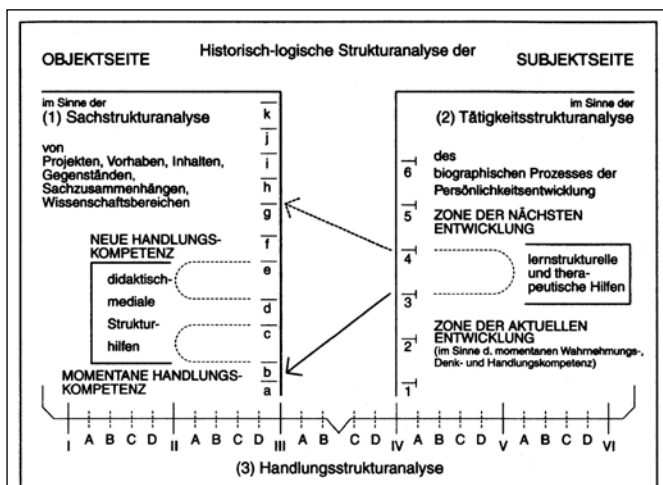 Historisch-logische Strukturanalyse der
OBJEKTSEITE
SUBJEKTSEITE
im Sinne der
(1) Sachstrukturanalyse
von
Projekten, Vorhaben, Inhalten,
Gegenständen,
Sachzusammenhängen,
Wissenschaftsbereichen
NEUE HANDLUNGS-
KOMPETENZ
didaktisch-
mediale
Struktur-
hilfen
MOMENTANE HANDLUNGS-
KOMPETENZ
k
j
i
h
g
f
e
d
c
b
a
im Sinne der
(2) Tätigkeitsstrukturanalyse
des
biographischen Prozesses der
Persönlichkeitsentwicklung
ZONE DER NÄCHSTEN
ENTWICKLUNG
lernstrukturelle
und thera-
peutische Hilfen
ZONE DER AKTUELLEN
ENTWICKLUNG
(im Sinne d. momentanen Wahrnehmungs-,
Denk- und Handlungskompetenz)
6
5
4
3
2
1
I A B C D II A B C D III A B C D IV A B C D V A B C D VI
(3) Handlungsstrukturanalyse